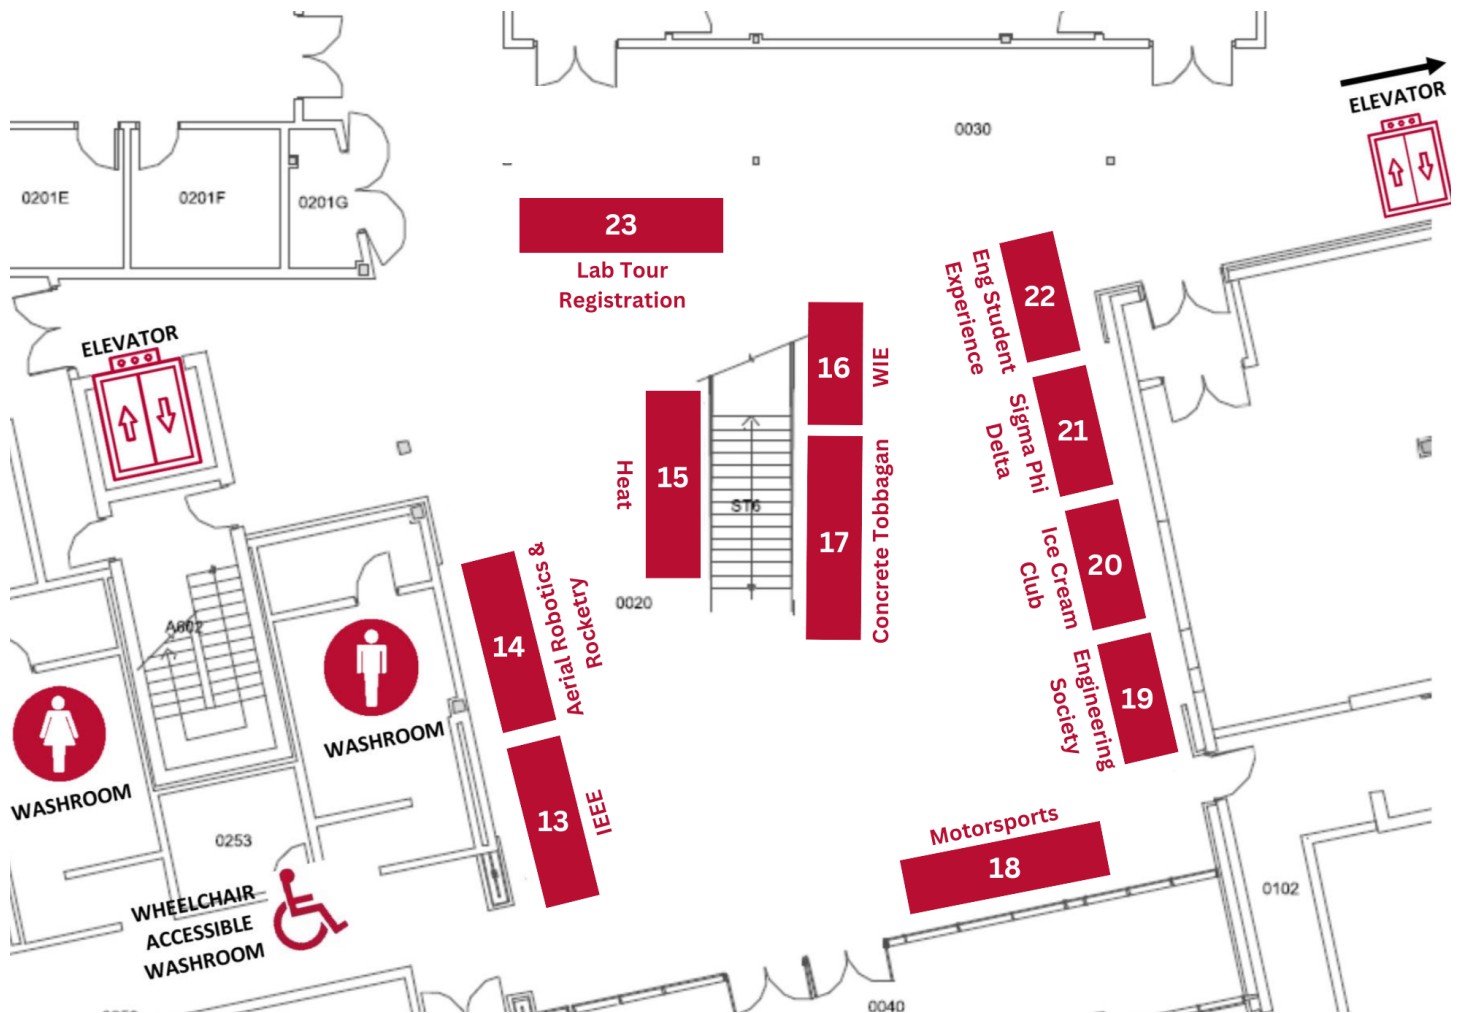 ELEVATOR
0030
0201E
0201F
0201G
23
Lab Tour
Registration
22
Eng Student
Experience
ELEVATOR
16
WIE
21
Sigma Phi
Delta
15
Heat
ST6
17
Concrete Tobbagan
20
Ice Cream
Club
14
Aerial Robotics &
Rocketry
0020
A602
19
Engineering
Society
WASHROOM
WASHROOM
13
IEEE
0253
Motorsports
18
0102
WHEELCHAIR
ACCESSIBLE
WASHROOM
0040